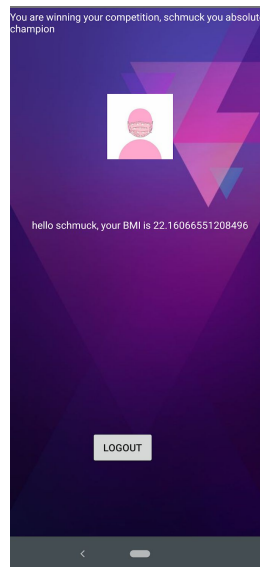 You are winning your competition, schmuck you absolut
champion
hello schmuck, your BMI is 22.16066551208496
LOGOUT